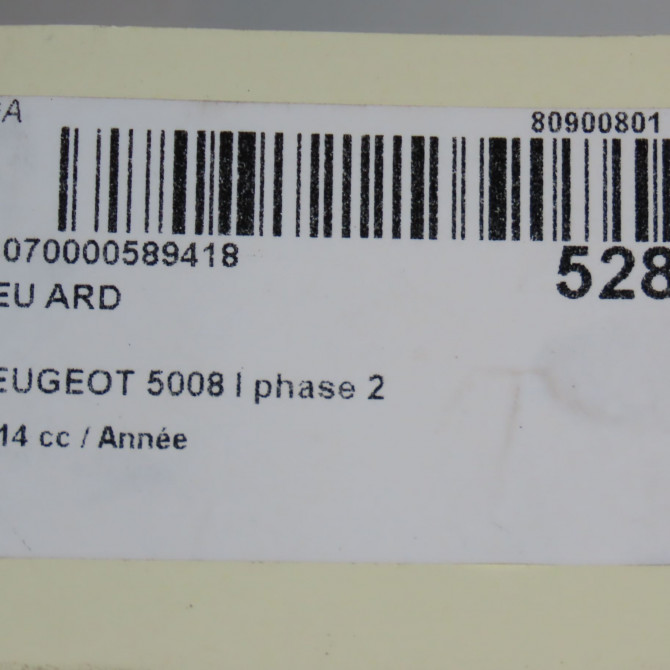 80900801
070000589418
528
EU ARD
EUGEOT 5008 I phase 2
14 cc / Année